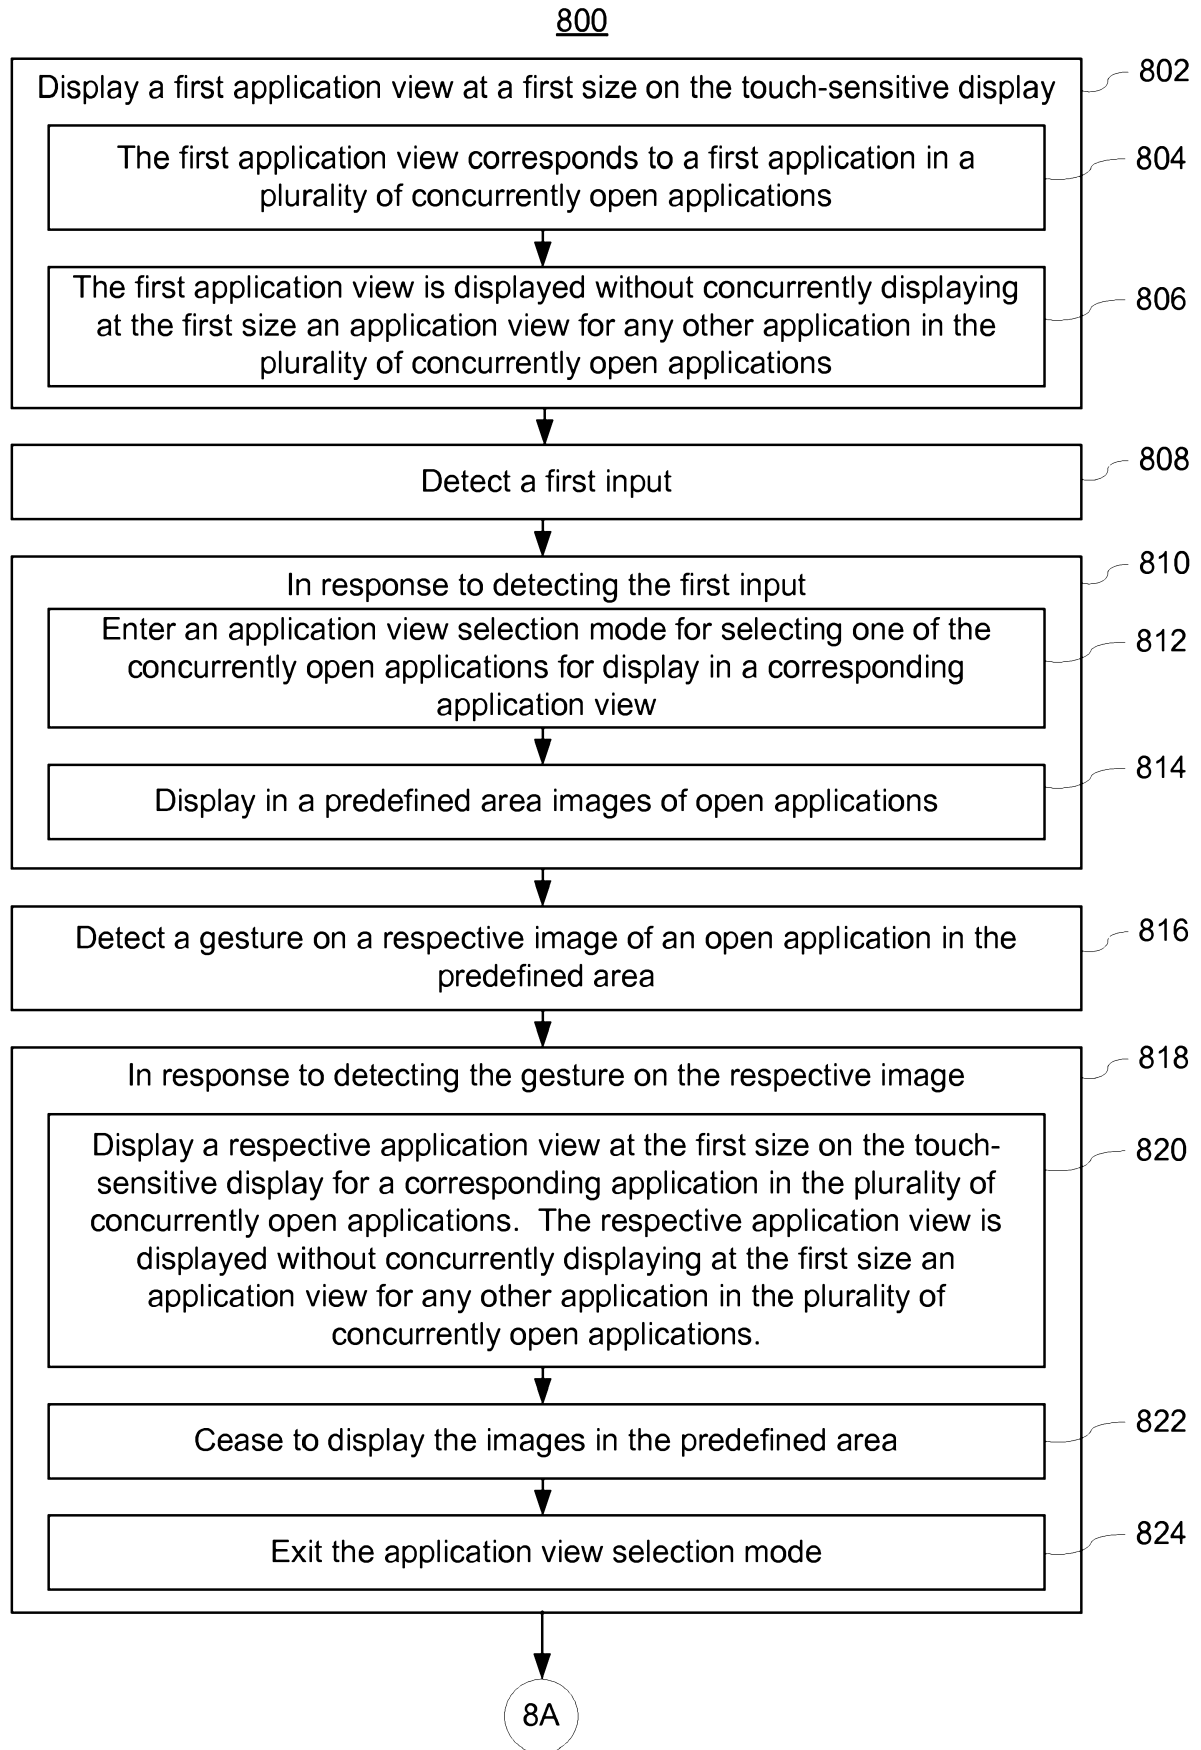 800
Display a first application view at a first size on the touch-sensitive display
802
The first application view corresponds to a first application in a
plurality of concurrently open applications
804
The first application view is displayed without concurrently displaying
at the first size an application view for any other application in the
plurality of concurrently open applications
806
Detect a first input
808
In response to detecting the first input
810
Enter an application view selection mode for selecting one of the
concurrently open applications for display in a corresponding
application view
812
Display in a predefined area images of open applications
814
Detect a gesture on a respective image of an open application in the
predefined area
816
In response to detecting the gesture on the respective image
818
Display a respective application view at the first size on the touch-
sensitive display for a corresponding application in the plurality of
concurrently open applications.  The respective application view is
displayed without concurrently displaying at the first size an
application view for any other application in the plurality of
concurrently open applications.
820
Cease to display the images in the predefined area
822
Exit the application view selection mode
824
8A